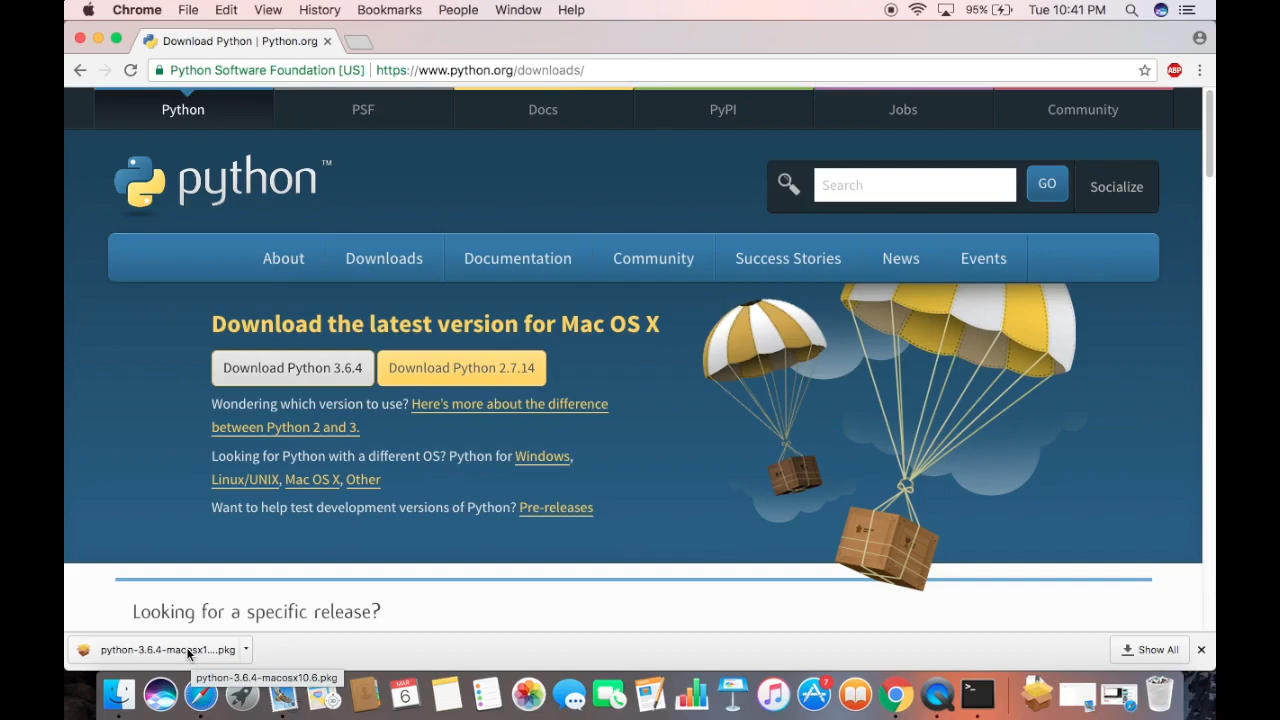 Chrome File Edit View History Bookmarks People Window Help 95% Tue 10:41 PM
Download Python | Python.org
Python Software Foundation [US] https://www.python.org/downloads/ ABP
Python PSF Docs PyPI Jobs Community
python™
Search GO Socialize
About Downloads Documentation Community Success Stories News Events
Download the latest version for Mac OS X
Download Python 3.6.4 Download Python 2.7.14
Wondering which version to use? Here's more about the difference
between Python 2 and 3.
Looking for Python with a different OS? Python for Windows,
Linux/UNIX, Mac OS X, Other
Want to help test development versions of Python? Pre-releases
Looking for a specific release?
python-3.6.4-macosx1....pkg Show All
python-3.6.4-macosx10.6.pkg
MAR 7
6